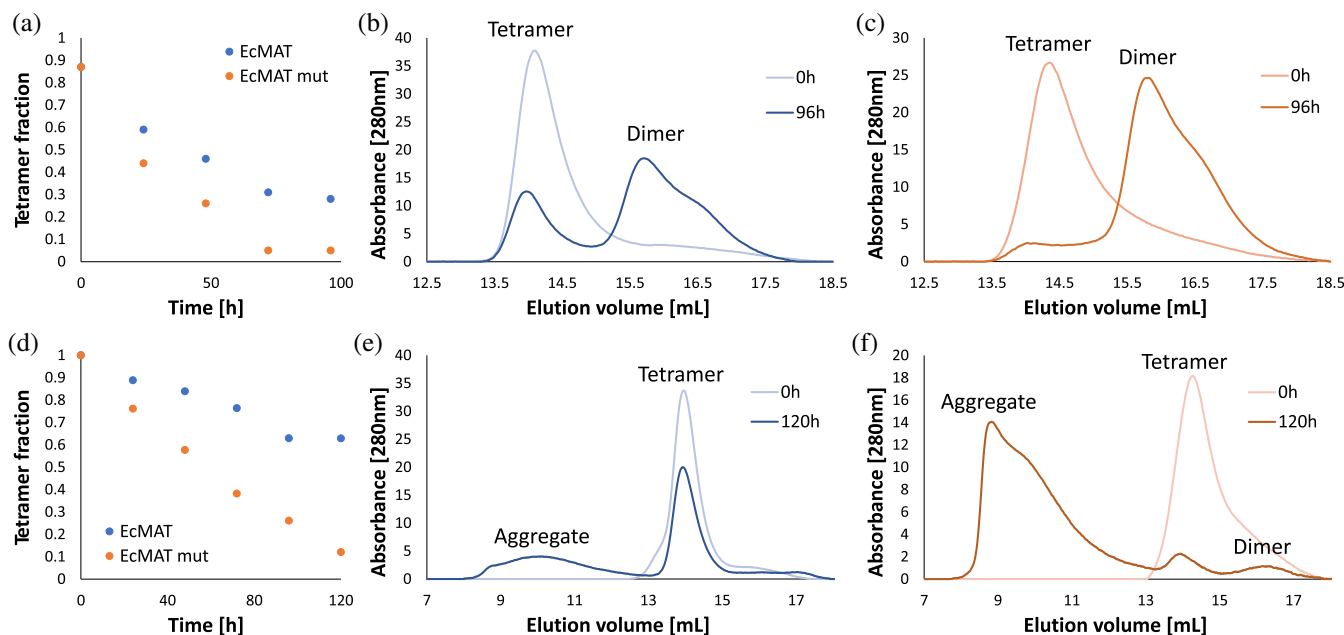 (a)
1
0.9
0.8
0.7
0.6
0.5
0.4
0.3
0.2
0.1
0
0
50
100
Tetramer fraction
Time [h]
EcMAT
EcMAT mut
(b)
40
35
30
25
20
15
10
5
0
12.5
13.5
14.5
15.5
16.5
17.5
18.5
Absorbance [280nm]
Elution volume [mL]
Tetramer
Dimer
0h
96h
(c)
30
25
20
15
10
5
0
12.5
13.5
14.5
15.5
16.5
17.5
18.5
Absorbance [280nm]
Elution volume [mL]
Tetramer
Dimer
0h
96h
(d)
1
0.9
0.8
0.7
0.6
0.5
0.4
0.3
0.2
0.1
0
0
40
80
120
Tetramer fraction
Time [h]
EcMAT
EcMAT mut
(e)
40
35
30
25
20
15
10
5
0
7
9
11
13
15
17
Absorbance [280nm]
Elution volume [mL]
Aggregate
Tetramer
0h
120h
(f)
20
18
16
14
12
10
8
6
4
2
0
7
9
11
13
15
17
Absorbance [280nm]
Elution volume [mL]
Aggregate
Tetramer
Dimer
0h
120h